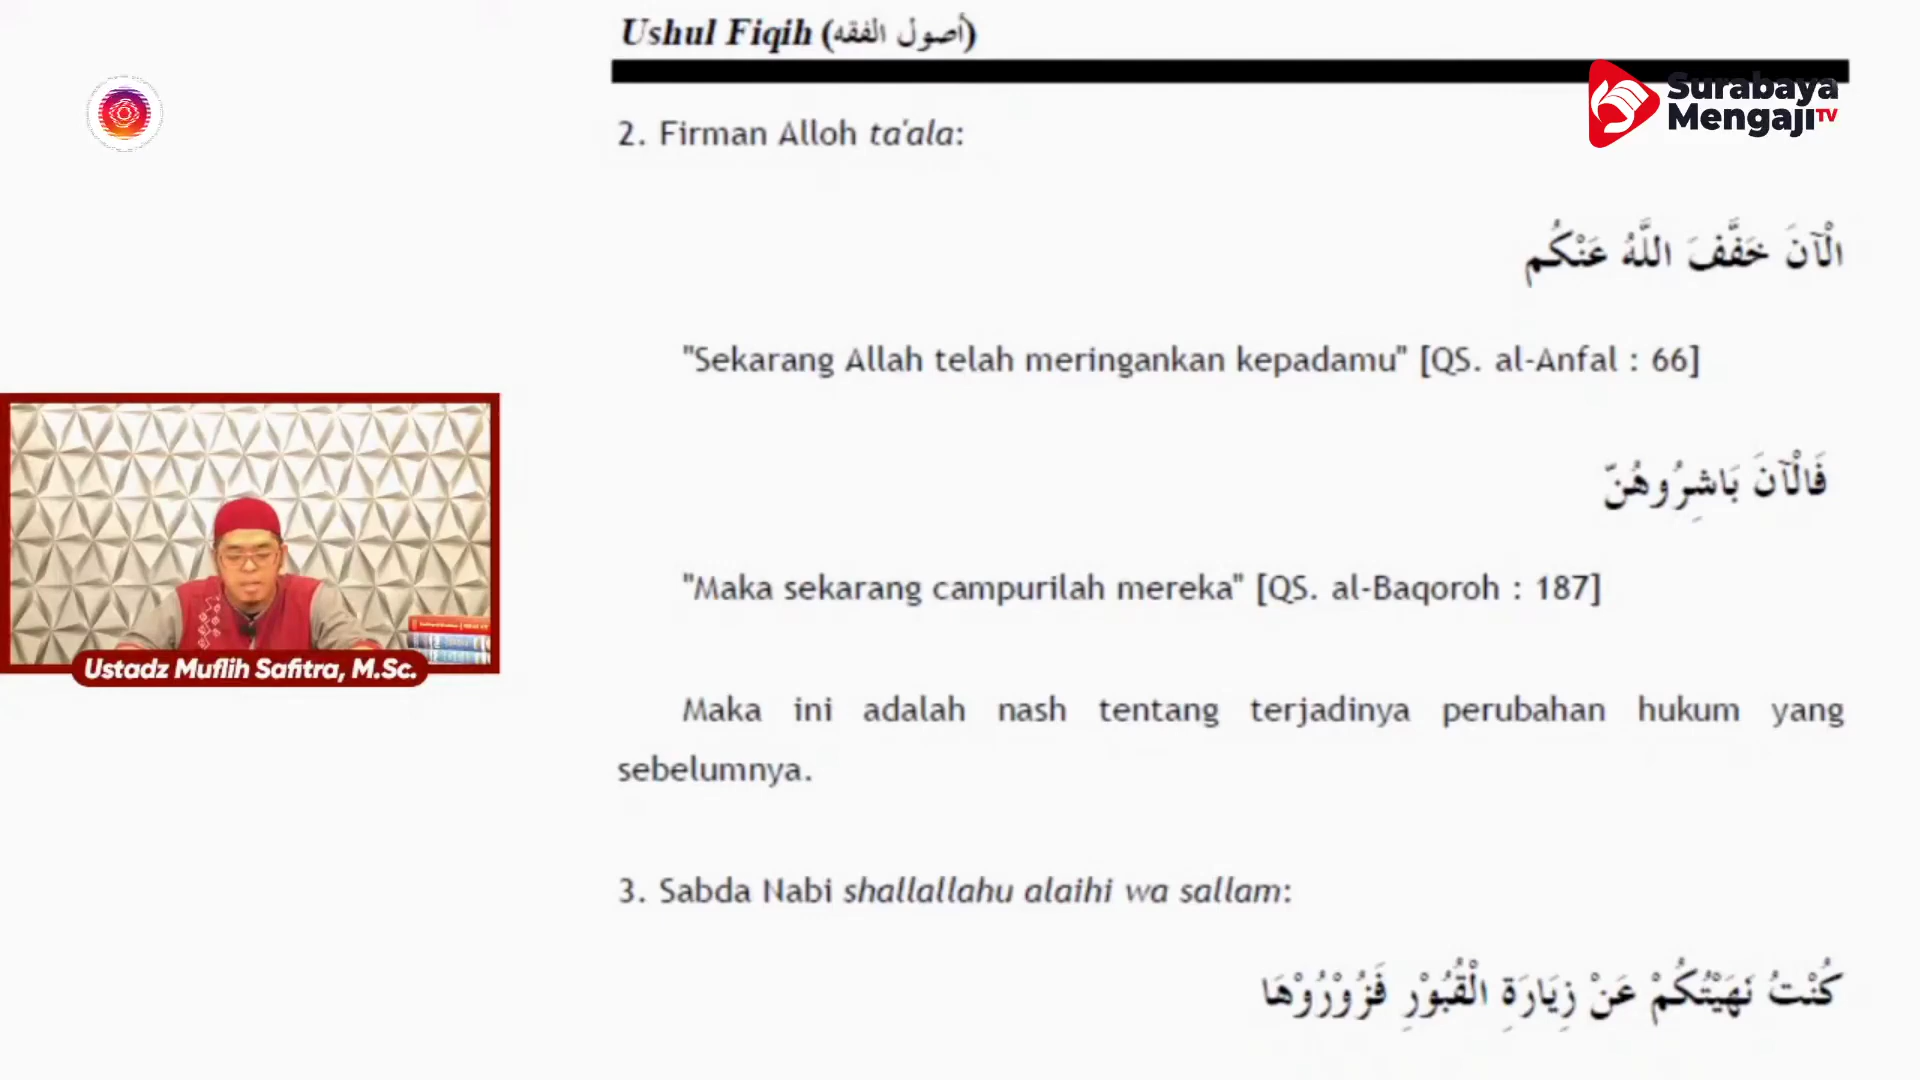 Ushul Fiqih (أصول الفقه)
Surabaya
MengajiTV
2. Firman Alloh ta'ala:
الْآنَ خَفَّفَ اللَّهُ عَنْكُم
"Sekarang Allah telah meringankan kepadamu" [QS. al-Anfal : 66]
فَالْآنَ بَاشِرُوهُنّ
"Maka sekarang campurilah mereka" [QS. al-Baqoroh : 187]
Ustadz Muflih Safitra, M.Sc.
Maka ini adalah nash tentang terjadinya perubahan hukum yang
sebelumnya.
3. Sabda Nabi shallallahu alaihi wa sallam:
كُنْتُ نَهَيْتُكُمْ عَنْ زِيَارَةِ الْقُبُوْرِ فَزُوْرُوْهَا